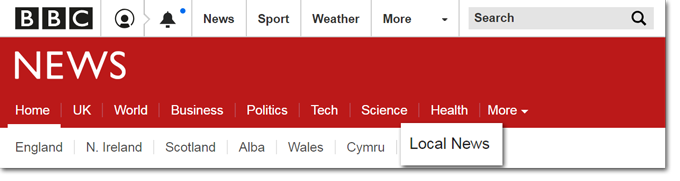 BBC News Sport Weather More Search
NEWS
Home UK World Business Politics Tech Science Health More
England N. Ireland Scotland Alba Wales Cymru Local News